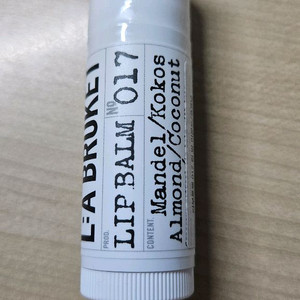 L:A BRUKET
PROD.
LIP BALM
NO
017
CONTENT
Mandel/Kokos
Almond/Coconut